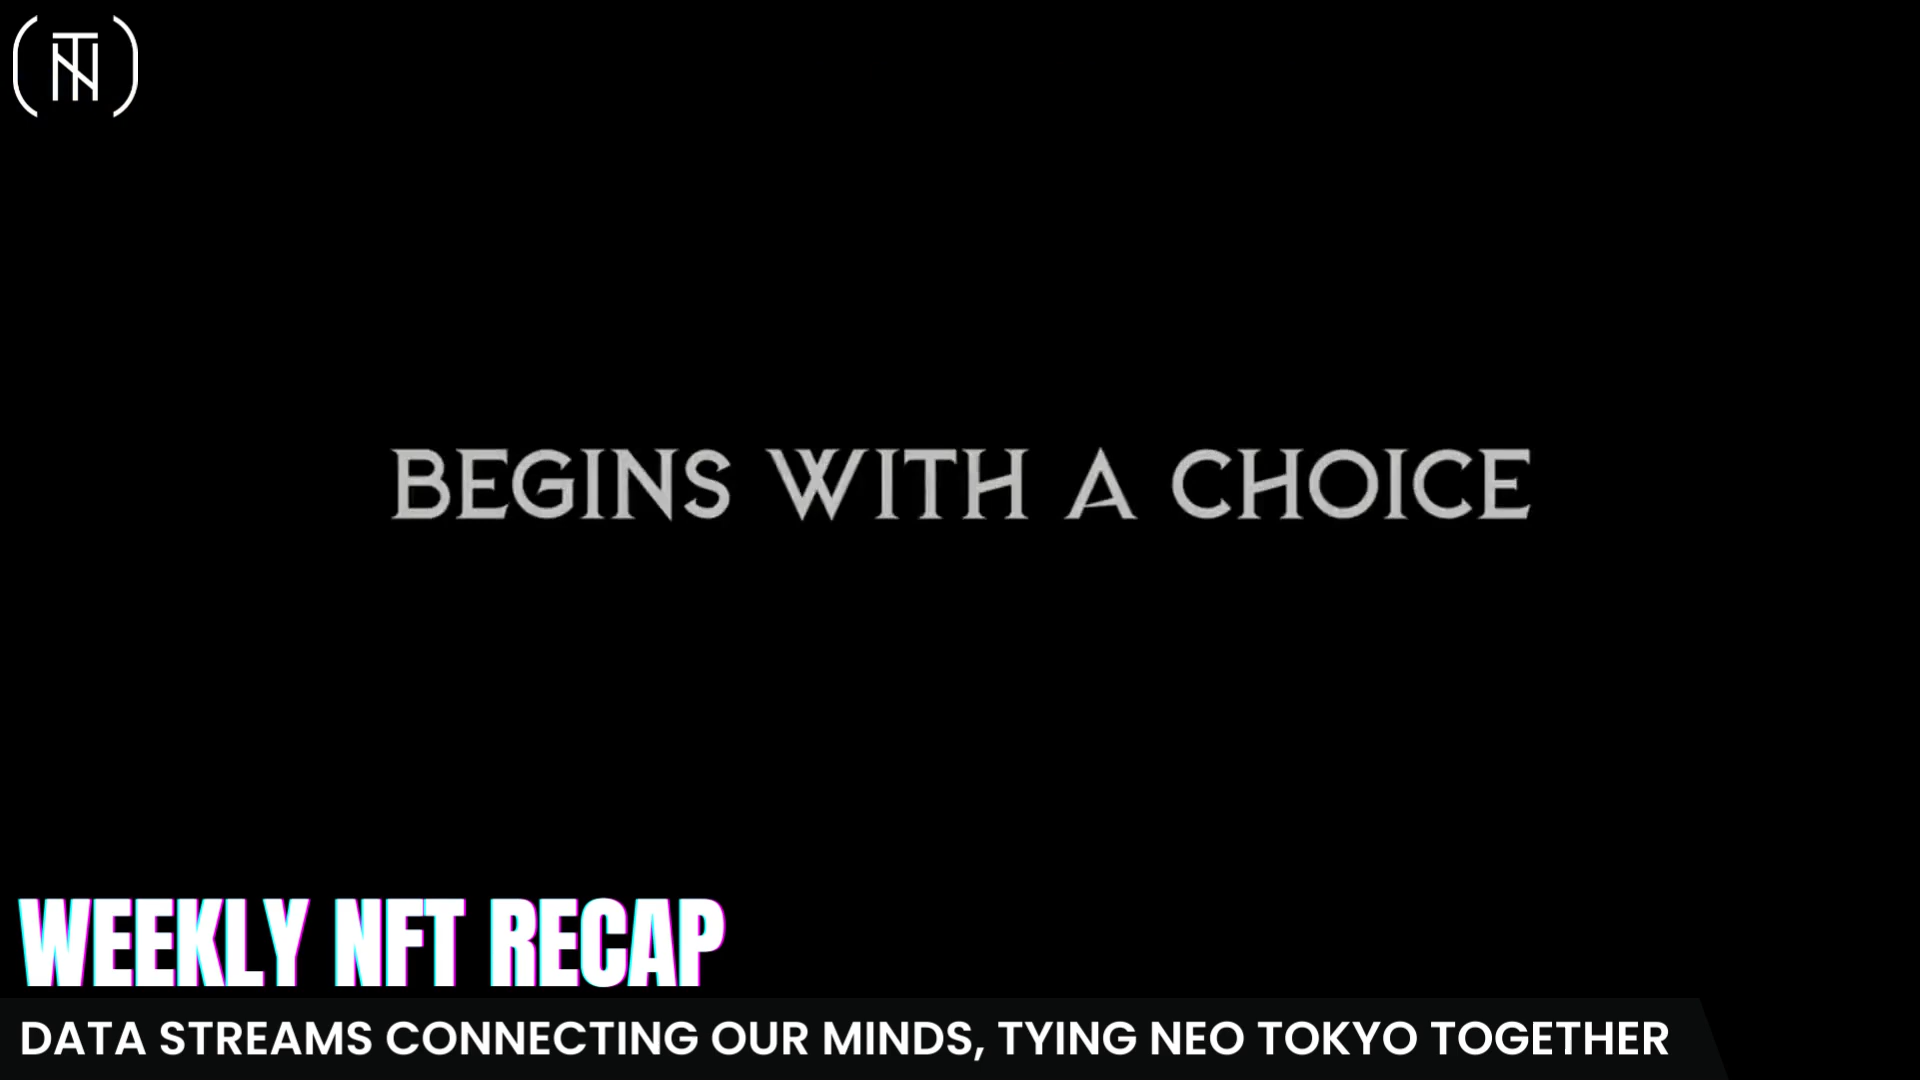 BEGINS WITH A CHOICE
WEEKLY NFT RECAP
DATA STREAMS CONNECTING OUR MINDS, TYING NEO TOKYO TOGETHER